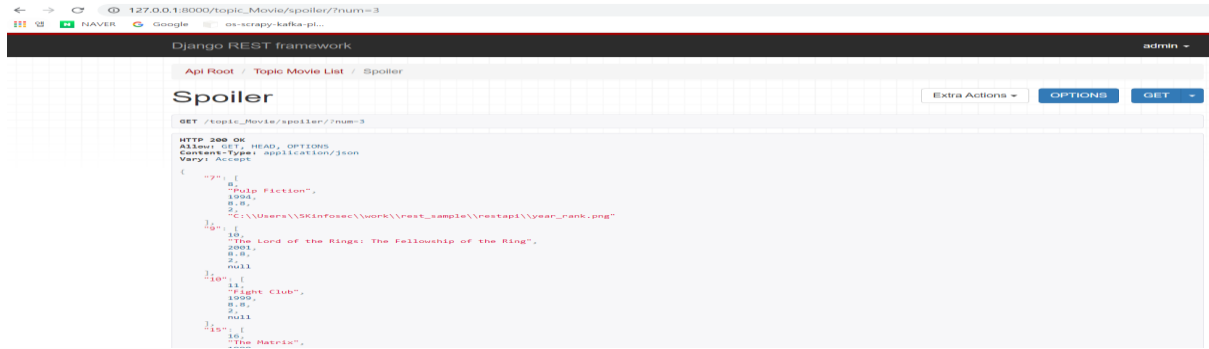 127.0.0.1:8000/topic_Movie/spoiler/?num=3
앱 N NAVER G Google os-scrapy-kafka-pl...
Django REST framework admin
Api Root / Topic Movie List / Spoiler
Spoiler
Extra Actions OPTIONS GET
GET /topic_Movie/spoiler/?num=3
HTTP 200 OK
Allow: GET, HEAD, OPTIONS
Content-Type: application/json
Vary: Accept
{
"7": [
8,
"Pulp Fiction",
1994,
8.8,
2,
"C:\\Users\\SKinfosec\\work\\rest_sample\\restapi\\year_rank.png"
],
"9": [
10,
"The Lord of the Rings: The Fellowship of the Ring",
2001,
8.8,
2,
null
],
"10": [
11,
"Fight Club",
1999,
8.8,
2,
null
],
"15": [
16,
"The Matrix",